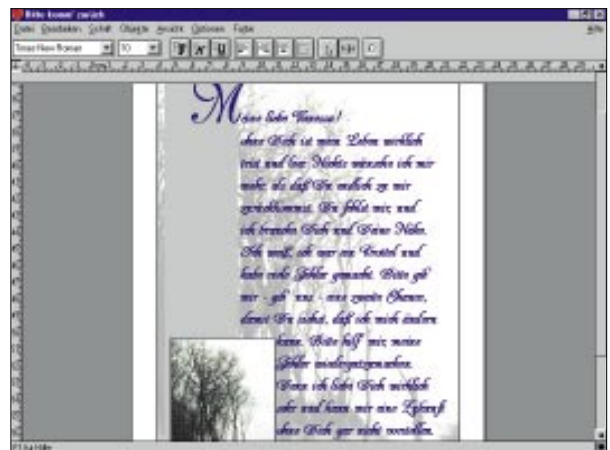 Bitte komm' zurück
Datei Bearbeiten Schrift Objekte Ansicht Optionen Fenster Hilfe
Times New Roman 10 F K U
Meine liebe Vanessa!
ohne Dich ist mein Leben wirklich
trist und leer. Nichts wünsche ich mir
mehr, als daß Du endlich zu mir
zurückkommst. Du fehlst mir, und
ich brauche Dich und Deine Nähe.
Ich weiß, ich war ein Trottel und
habe viele Fehler gemacht. Bitte gib'
mir - gib' uns - eine zweite Chance,
damit Du siehst, daß ich mich ändern
kann. Bitte hilf' mir, meine
Fehler wiedergutzumachen.
Denn ich liebe Dich wirklich
sehr und kann mir eine Zukunft
ohne Dich gar nicht vorstellen.